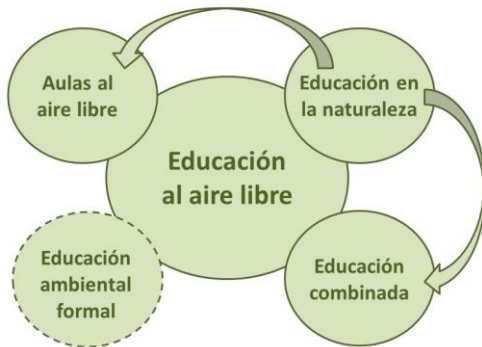 Aulas al
aire libre
Educación en
la naturaleza
Educación
al aire libre
Educación
ambiental
formal
Educación
combinada